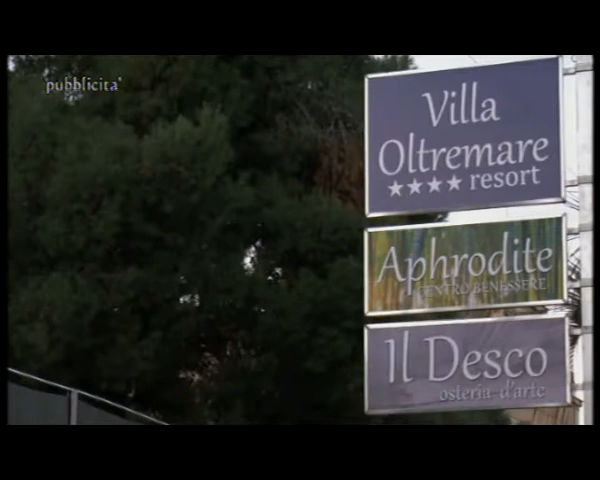 pubblicita'
Villa
Oltremare
★★★★ resort
Aphrodite
CENTRO BENESSERE
Il Desco
osteria d'arte